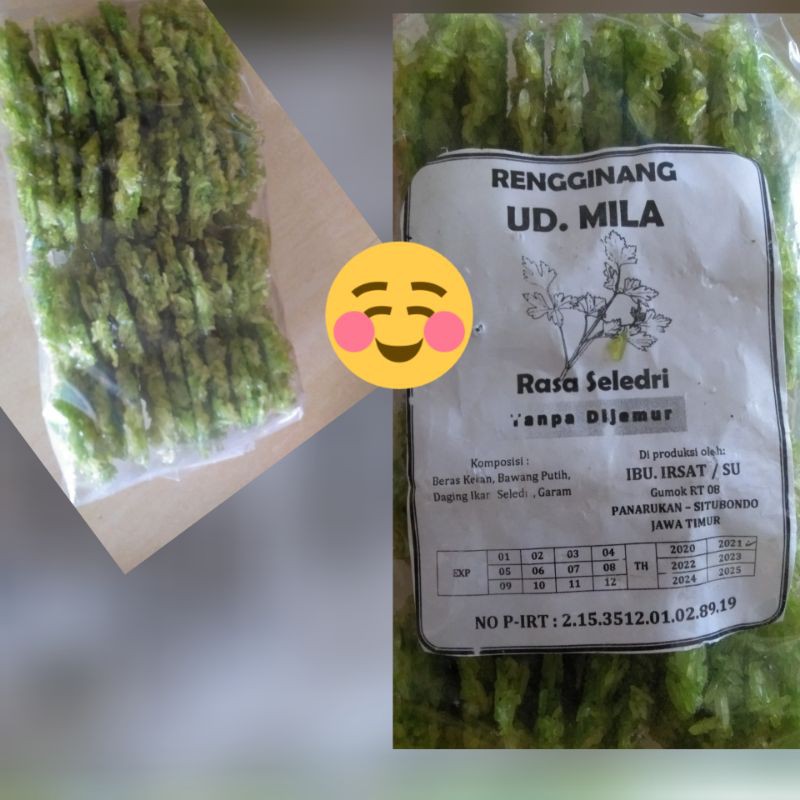 RENGGINANG
UD. MILA
Rasa Seledri
Tanpa Dijemur
Komposisi :
Beras Ketan, Bawang Putih,
Daging Ikan Seledri, Garam
Di produksi oleh:
IBU. IRSAT / SU
Gumok RT 08
PANARUKAN - SITUBONDO
JAWA TIMUR
EXP 01 02 03 04 TH 2020 2021
05 06 07 08 2022 2023
09 10 11 12 2024 2025
NO P-IRT : 2.15.3512.01.02.89.19